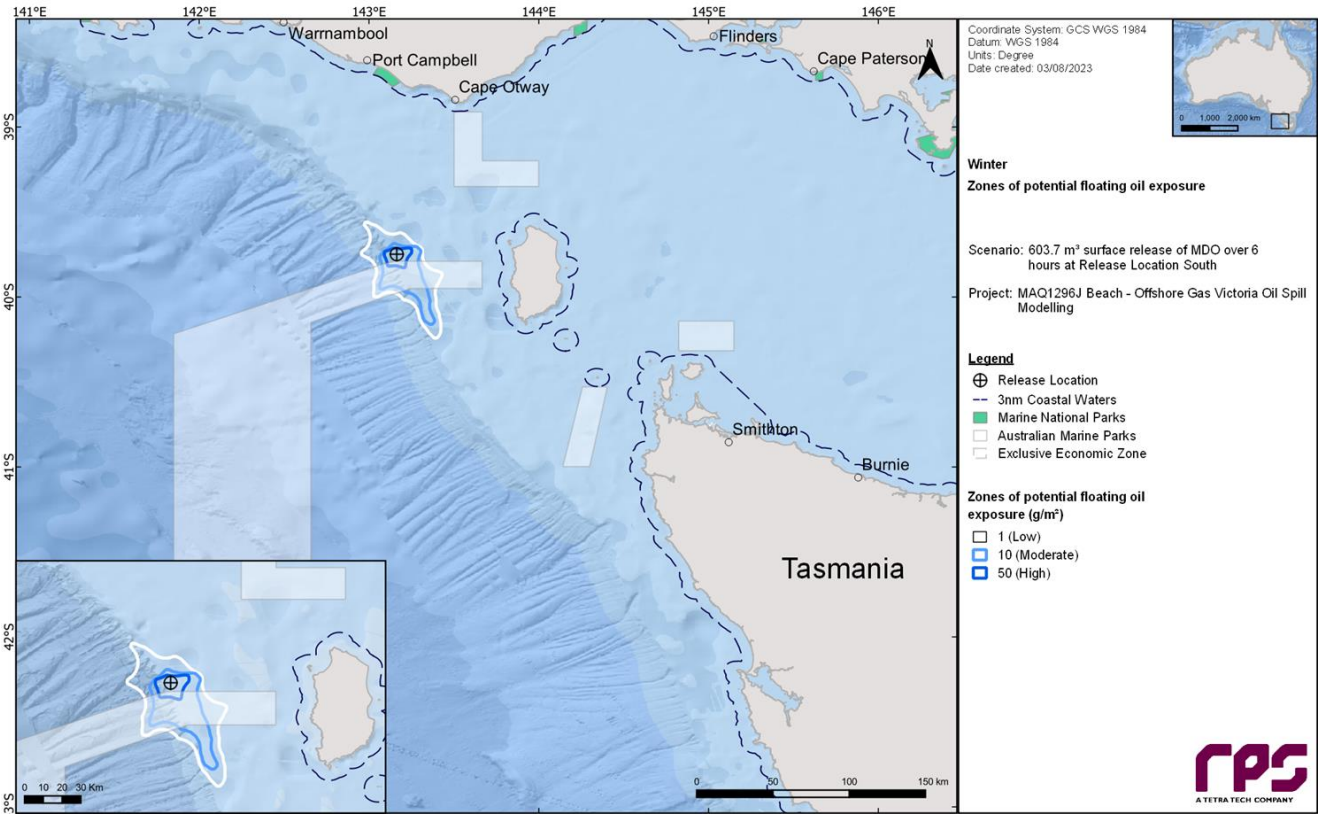 141°E 142°E 143°E 144°E 145°E 146°E
Warrnambool
Port Campbell
Cape Otway
Flinders
Cape Paterson
39°S
40°S
41°S
42°S
3°S
Smithton
Burnie
Tasmania
0 10 20 30 Km
0 50 100 150 km
Coordinate System: GCS WGS 1984
Datum: WGS 1984
Units: Degree
Date created: 03/08/2023
N
0 1,000 2,000 km
Winter
Zones of potential floating oil exposure
Scenario: 603.7 m³ surface release of MDO over 6
hours at Release Location South
Project: MAQ1296J Beach - Offshore Gas Victoria Oil Spill
Modelling
Legend
Release Location
3nm Coastal Waters
Marine National Parks
Australian Marine Parks
Exclusive Economic Zone
Zones of potential floating oil
exposure (g/m²)
1 (Low)
10 (Moderate)
50 (High)
rps
A TETRA TECH COMPANY